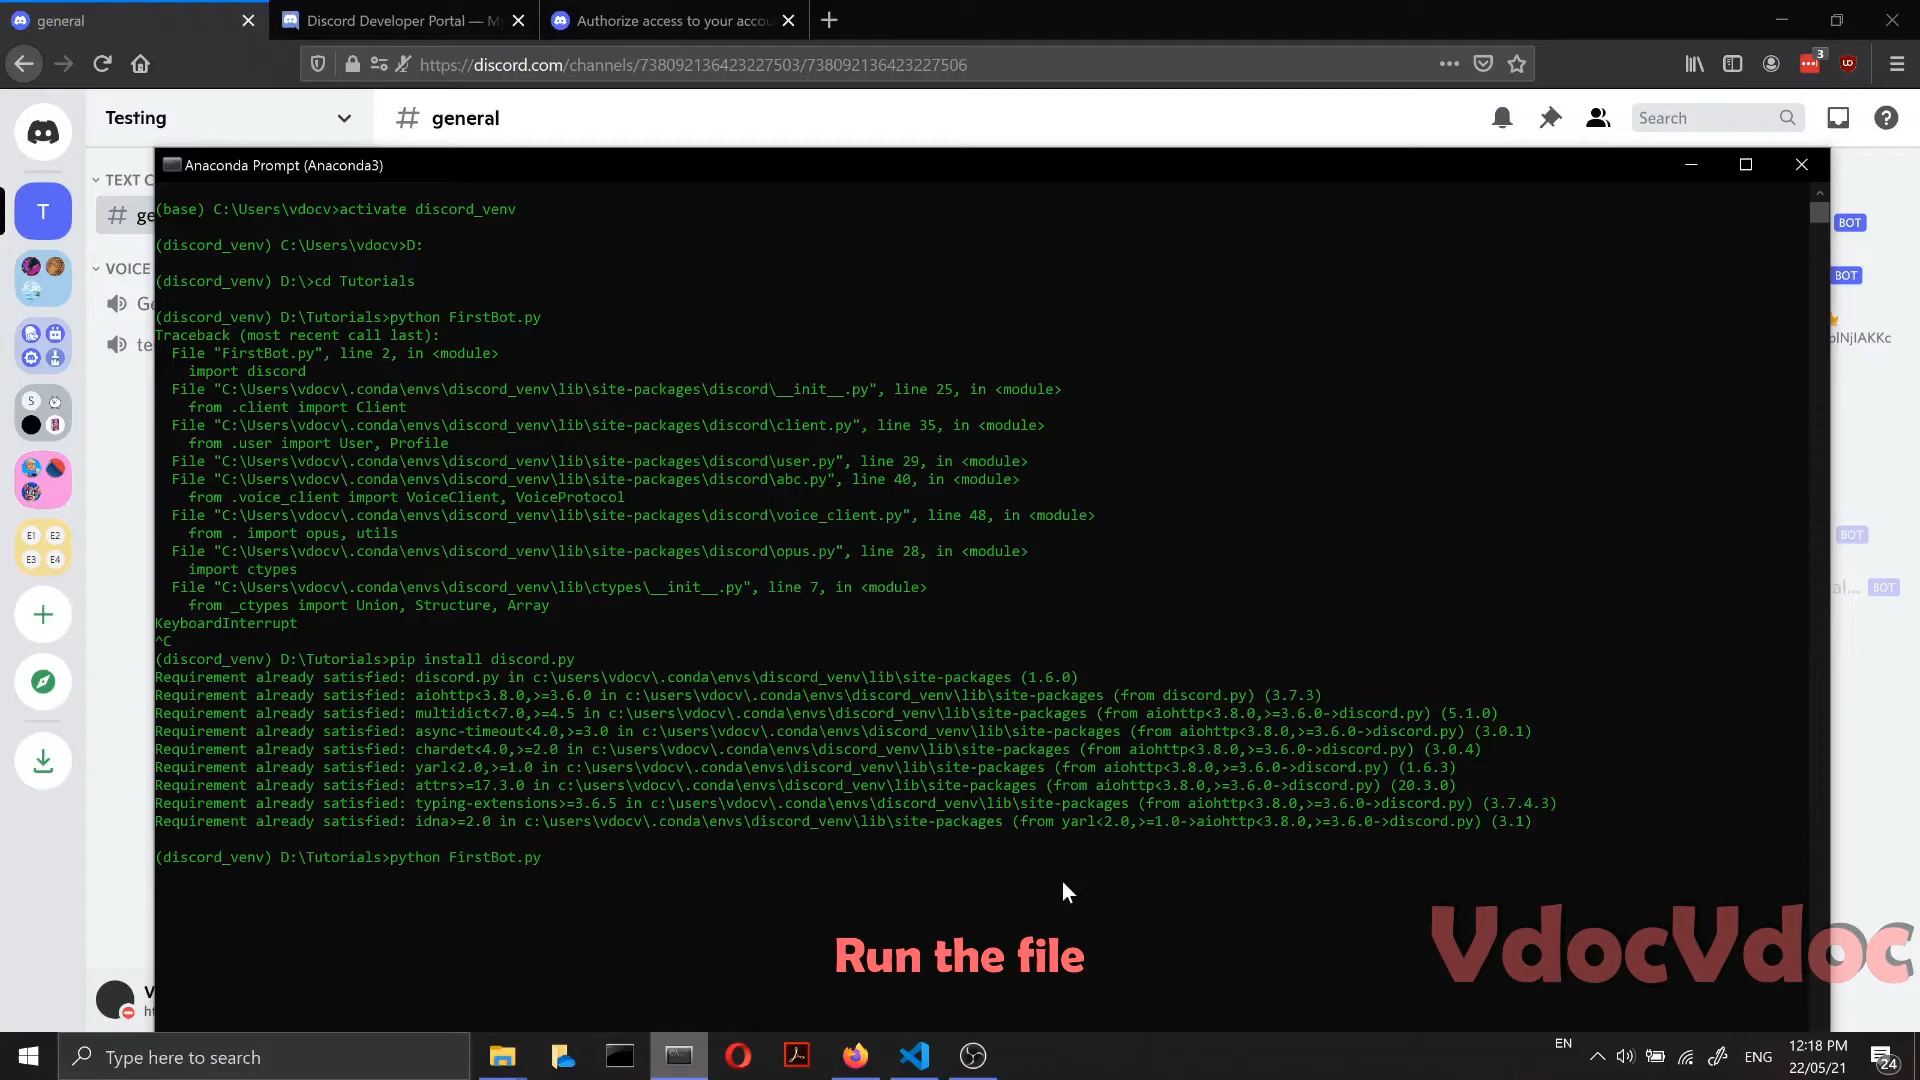 general
Discord Developer Portal — M
Authorize access to your accou
3
https://discord.com/channels/738092136423227503/738092136423227506
Testing
# general
Search
Anaconda Prompt (Anaconda3)
TEXT C
(base) C:\Users\vdocv>activate discord_venv
T
# ge
BOT
(discord_venv) C:\Users\vdocv>D:
VOICE
BOT
(discord_venv) D:\>cd Tutorials
Ge
(discord_venv) D:\Tutorials>python FirstBot.py
Traceback (most recent call last):
te
File "FirstBot.py", line 2, in <module>
import discord
File "C:\Users\vdocv\.conda\envs\discord_venv\lib\site-packages\discord\__init__.py", line 25, in <module>
S
from .client import Client
File "C:\Users\vdocv\.conda\envs\discord_venv\lib\site-packages\discord\client.py", line 35, in <module>
from .user import User, Profile
File "C:\Users\vdocv\.conda\envs\discord_venv\lib\site-packages\discord\user.py", line 29, in <module>
File "C:\Users\vdocv\.conda\envs\discord_venv\lib\site-packages\discord\abc.py", line 40, in <module>
from .voice_client import VoiceClient, VoiceProtocol
File "C:\Users\vdocv\.conda\envs\discord_venv\lib\site-packages\discord\voice_client.py", line 48, in <module>
E1 E2
from . import opus, utils
BOT
File "C:\Users\vdocv\.conda\envs\discord_venv\lib\site-packages\discord\opus.py", line 28, in <module>
E3 E4
import ctypes
File "C:\Users\vdocv\.conda\envs\discord_venv\lib\ctypes\__init__.py", line 7, in <module>
al... BOT
from _ctypes import Union, Structure, Array
KeyboardInterrupt
^C
(discord_venv) D:\Tutorials>pip install discord.py
Requirement already satisfied: discord.py in c:\users\vdocv\.conda\envs\discord_venv\lib\site-packages (1.6.0)
Requirement already satisfied: aiohttp<3.8.0,>=3.6.0 in c:\users\vdocv\.conda\envs\discord_venv\lib\site-packages (from discord.py) (3.7.3)
Requirement already satisfied: multidict<7.0,>=4.5 in c:\users\vdocv\.conda\envs\discord_venv\lib\site-packages (from aiohttp<3.8.0,>=3.6.0->discord.py) (5.1.0)
Requirement already satisfied: async-timeout<4.0,>=3.0 in c:\users\vdocv\.conda\envs\discord_venv\lib\site-packages (from aiohttp<3.8.0,>=3.6.0->discord.py) (3.0.1)
Requirement already satisfied: chardet<4.0,>=2.0 in c:\users\vdocv\.conda\envs\discord_venv\lib\site-packages (from aiohttp<3.8.0,>=3.6.0->discord.py) (3.0.4)
Requirement already satisfied: yarl<2.0,>=1.0 in c:\users\vdocv\.conda\envs\discord_venv\lib\site-packages (from aiohttp<3.8.0,>=3.6.0->discord.py) (1.6.3)
Requirement already satisfied: attrs>=17.3.0 in c:\users\vdocv\.conda\envs\discord_venv\lib\site-packages (from aiohttp<3.8.0,>=3.6.0->discord.py) (20.3.0)
Requirement already satisfied: typing-extensions>=3.6.5 in c:\users\vdocv\.conda\envs\discord_venv\lib\site-packages (from aiohttp<3.8.0,>=3.6.0->discord.py) (3.7.4.3)
Requirement already satisfied: idna>=2.0 in c:\users\vdocv\.conda\envs\discord_venv\lib\site-packages (from yarl<2.0,>=1.0->aiohttp<3.8.0,>=3.6.0->discord.py) (3.1)
(discord_venv) D:\Tutorials>python FirstBot.py
Run the file
VdocVdoc
V
Type here to search
EN
ENG
12:18 PM
22/05/21
24